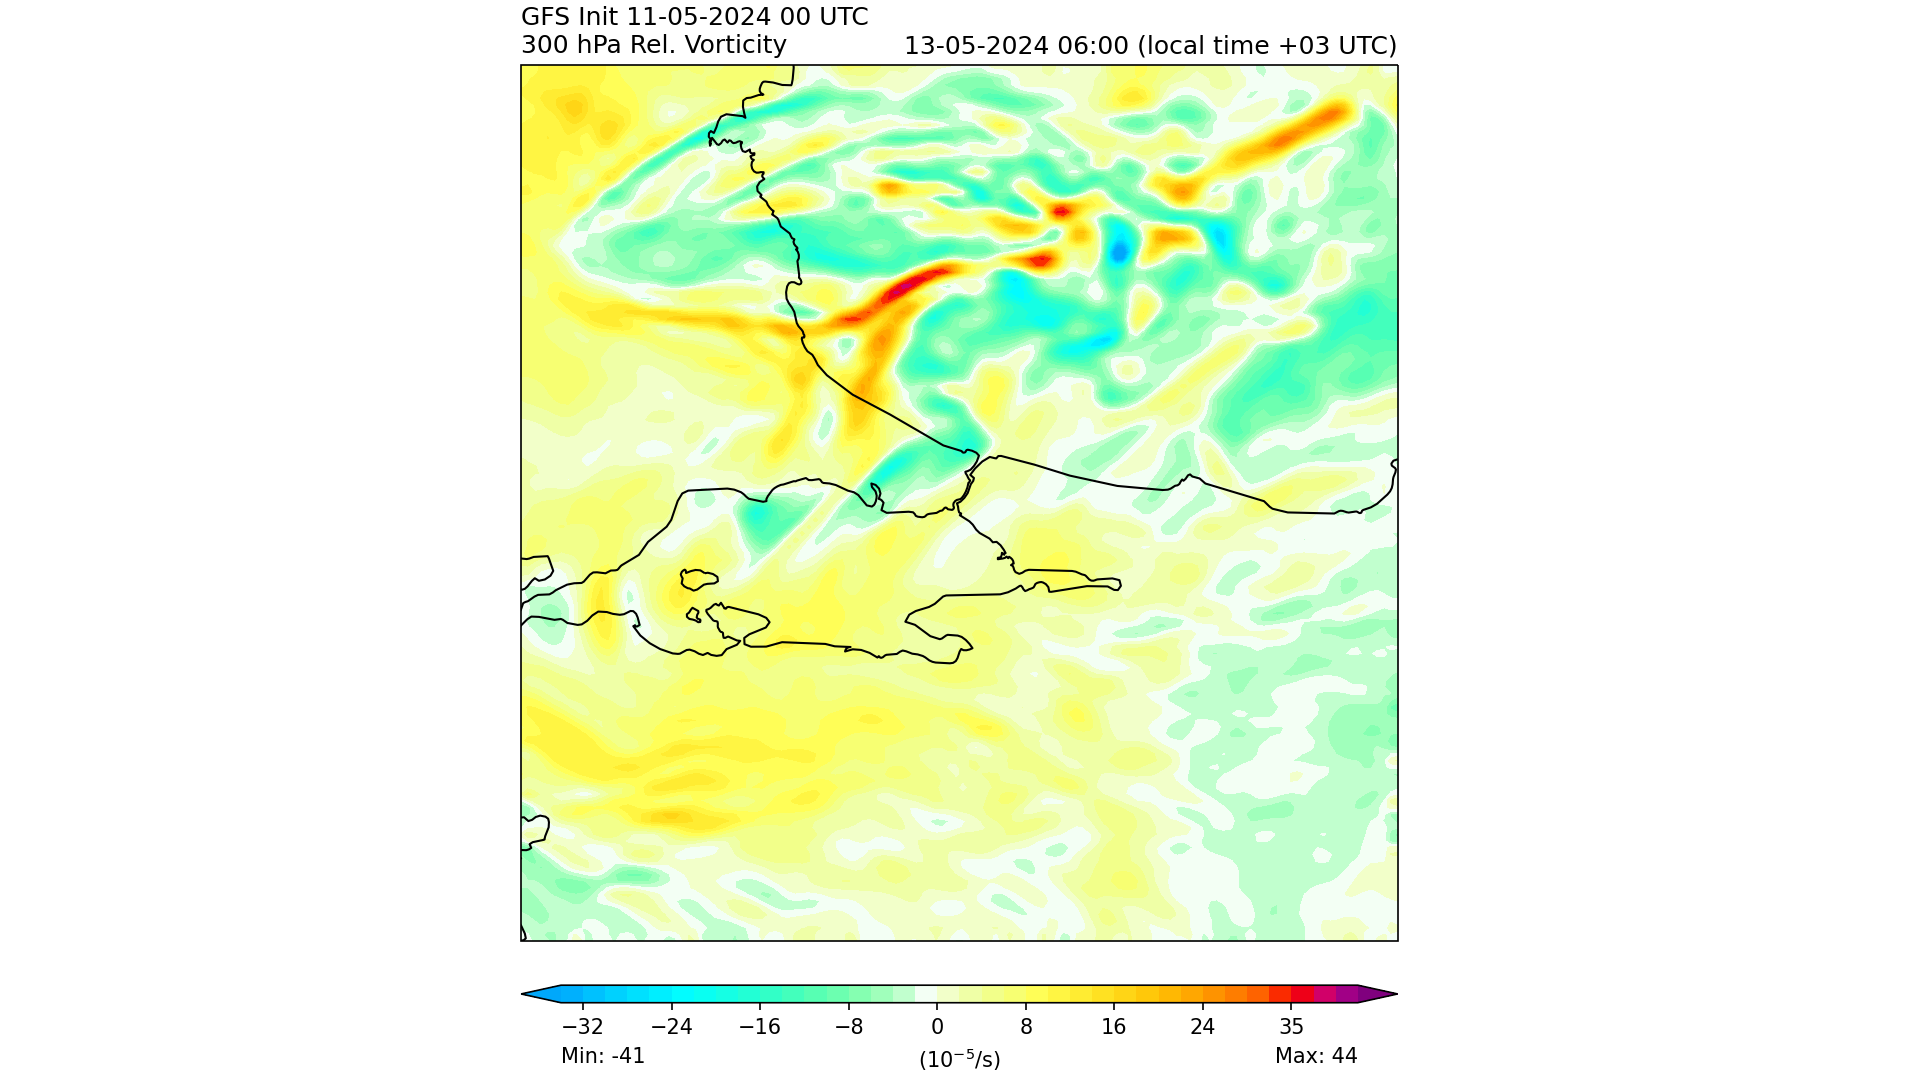 GFS Init 11-05-2024 00 UTC
300 hPa Rel. Vorticity
13-05-2024 06:00 (local time +03 UTC)
−32 −24 −16 −8 0 8 16 24 35
Min: -41
(10⁻⁵/s)
Max: 44